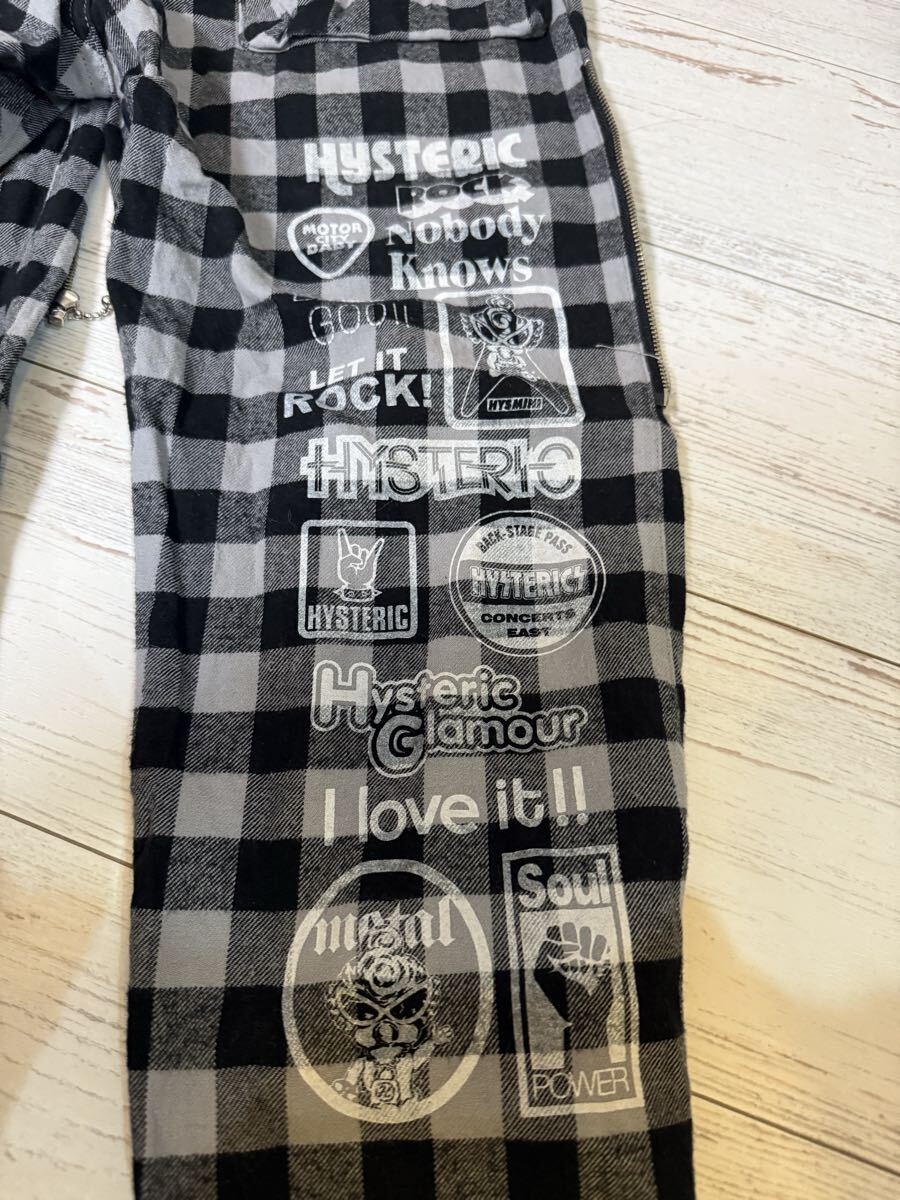 HYSTERIC
ROCK
MOTOR
CITY
BABY
Nobody
Knows
GOO!!
LET IT
ROCK!
HYSMINI
HYSTERIC
HYSTERIC
BACK-STAGE PASS
HYSTERICS
CONCERTS
EAST
Hysteric
Glamour
I love it!!
metal
Soul
POWER